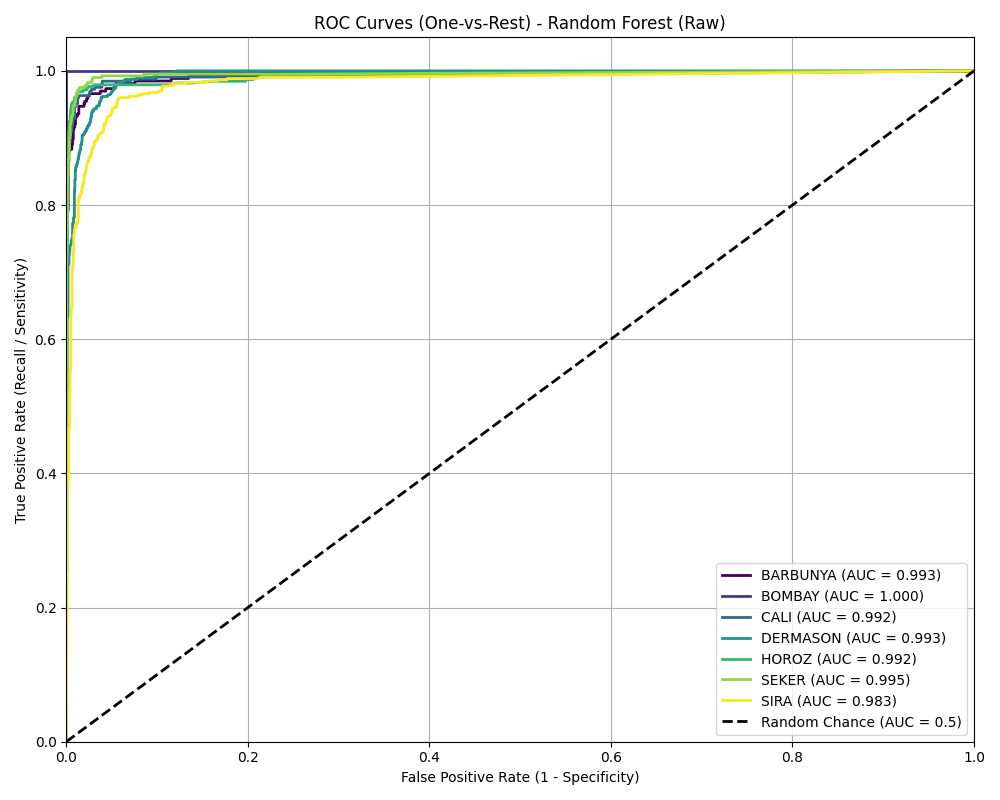 ROC Curves (One-vs-Rest) - Random Forest (Raw)
True Positive Rate (Recall / Sensitivity)
1.0
0.8
0.6
0.4
0.2
0.0
BARBUNYA (AUC = 0.993)
BOMBAY (AUC = 1.000)
CALI (AUC = 0.992)
DERMASON (AUC = 0.993)
HOROZ (AUC = 0.992)
SEKER (AUC = 0.995)
SIRA (AUC = 0.983)
Random Chance (AUC = 0.5)
0.0 0.2 0.4 0.6 0.8 1.0
False Positive Rate (1 - Specificity)